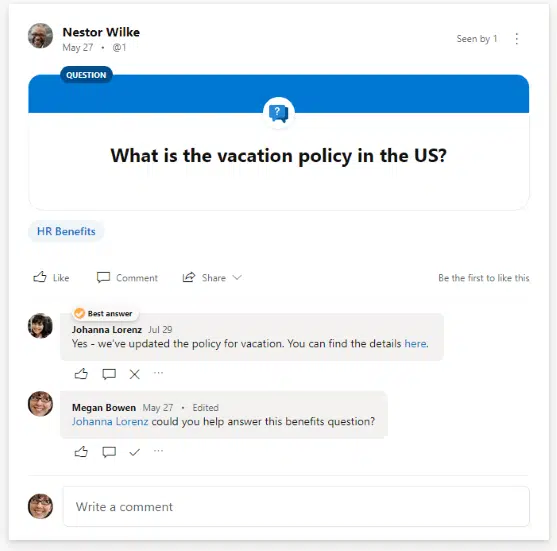 Nestor Wilke
May 27 • @1
Seen by 1
QUESTION
What is the vacation policy in the US?
HR Benefits
Like
Comment
Share
Be the first to like this
Best answer
Johanna Lorenz Jul 29
Yes - we've updated the policy for vacation. You can find the details here.
Megan Bowen May 27 • Edited
Johanna Lorenz could you help answer this benefits question?
Write a comment